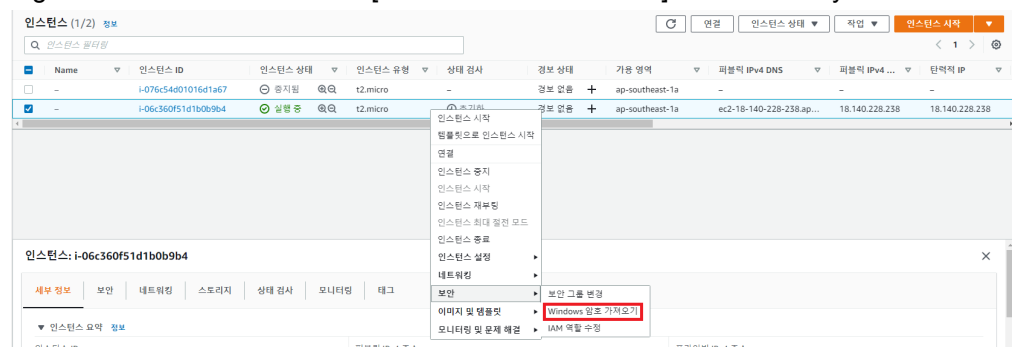 인스턴스 (1/2) 정보
연결 인스턴스 상태 ▼ 작업 ▼ 인스턴스 시작 ▼
인스턴스 필터링
< 1 >
Name 인스턴스 ID 인스턴스 상태 인스턴스 유형 상태 검사 경보 상태 가용 영역 퍼블릭 IPv4 DNS 퍼블릭 IPv4 ... 탄력적 IP
– i-076c54d01016d1a67 중지됨 t2.micro – 경보 없음 + ap-southeast-1a – – –
– i-06c360f51d1b0b9b4 실행 중 t2.micro 초기화 경보 없음 + ap-southeast-1a ec2-18-140-228-238.ap... 18.140.228.238 18.140.228.238
인스턴스 시작
템플릿으로 인스턴스 시작
연결
인스턴스 중지
인스턴스 시작
인스턴스 재부팅
인스턴스 최대 절전 모드
인스턴스 종료
인스턴스 설정
네트워킹
보안
이미지 및 템플릿
모니터링 및 문제 해결
보안 그룹 변경
Windows 암호 가져오기
IAM 역할 수정
인스턴스: i-06c360f51d1b0b9b4
세부 정보 보안 네트워킹 스토리지 상태 검사 모니터링 태그
▼ 인스턴스 요약 정보